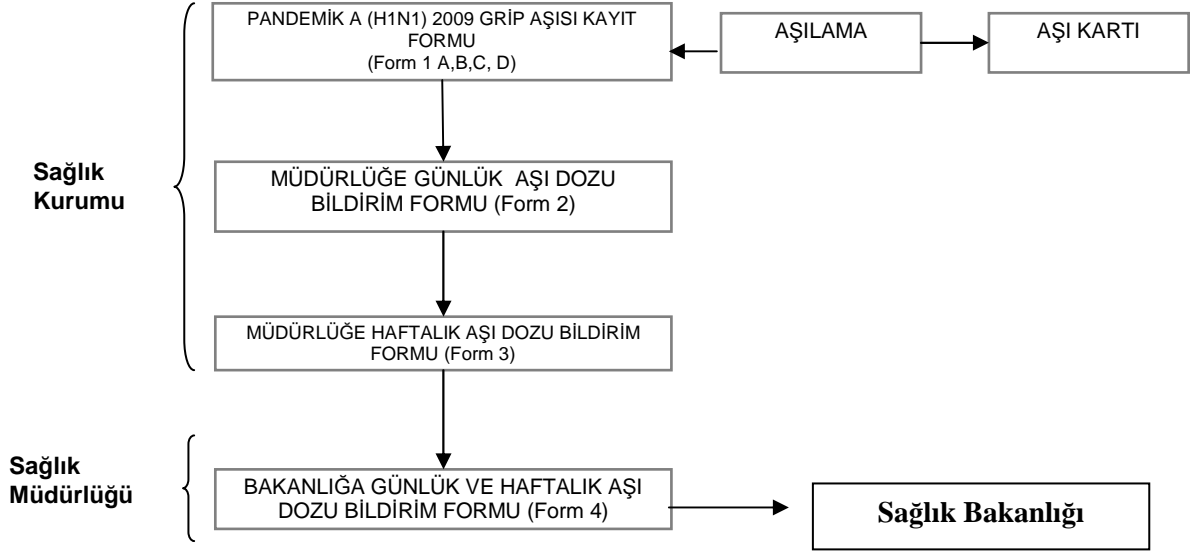 PANDEMİK A (H1N1) 2009 GRİP AŞISI KAYIT
FORMU
(Form 1 A,B,C, D)
AŞILAMA
AŞI KARTI
Sağlık
Kurumu
MÜDÜRLÜĞE GÜNLÜK AŞI DOZU
BİLDİRİM FORMU (Form 2)
MÜDÜRLÜĞE HAFTALIK AŞI DOZU BİLDİRİM
FORMU (Form 3)
Sağlık
Müdürlüğü
BAKANLIĞA GÜNLÜK VE HAFTALIK AŞI
DOZU BİLDİRİM FORMU (Form 4)
Sağlık Bakanlığı